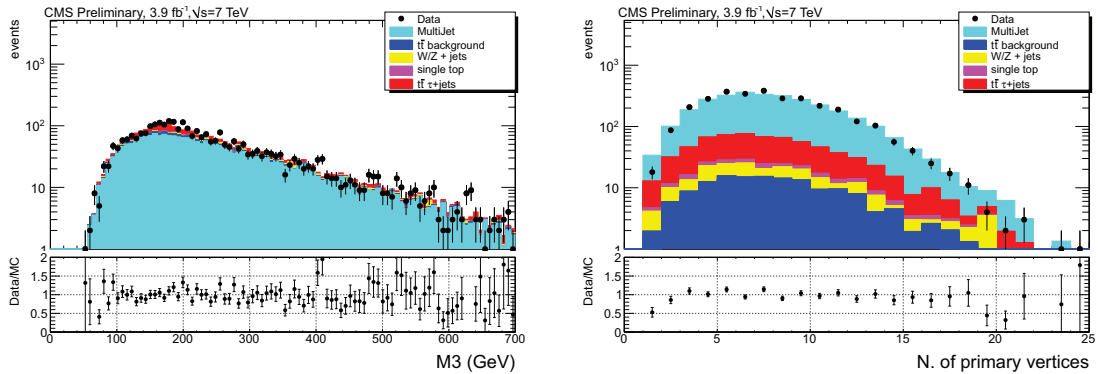 CMS Preliminary, 3.9 fb⁻¹,√s=7 TeV
events
Data
MultiJet
tt̄ background
W/Z + jets
single top
tt̄ τ+jets
10³
10²
10
1
Data/MC
2
1.5
1
0.5
0
0 100 200 300 400 500 600 700
M3 (GeV)
CMS Preliminary, 3.9 fb⁻¹,√s=7 TeV
events
Data
MultiJet
tt̄ background
W/Z + jets
single top
tt̄ τ+jets
10³
10²
10
1
Data/MC
2
1.5
1
0.5
0
0 5 10 15 20 25
N. of primary vertices